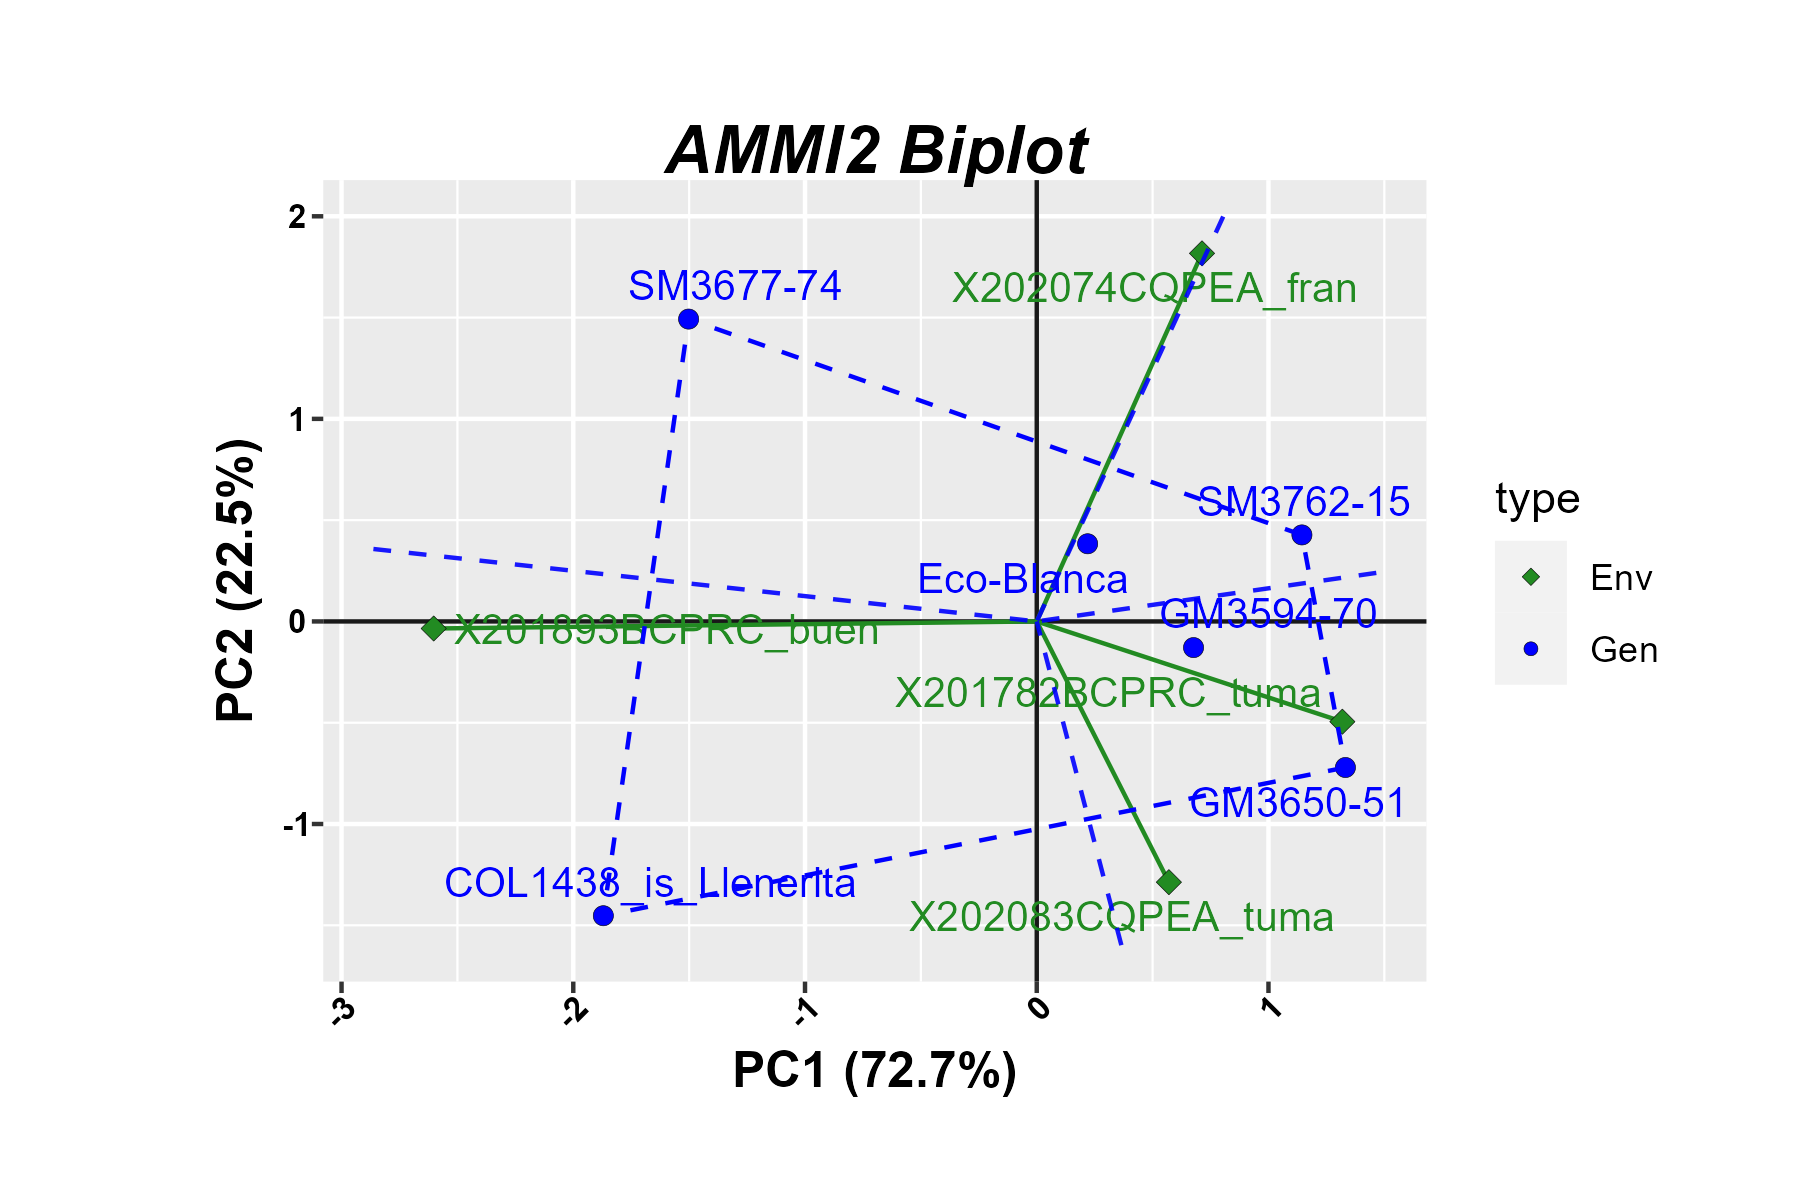 AMMI2 Biplot
2
1
0
-1
PC2 (22.5%)
SM3677-74
X202074CQPEA_fran
SM3762-15
Eco-Blanca
GM3594-70
X201893BCPRC_buen
X201782BCPRC_tuma
GM3650-51
COL1438_is_Llenerita
X202083CQPEA_tuma
-3
-2
-1
0
1
PC1 (72.7%)
type
Env
Gen